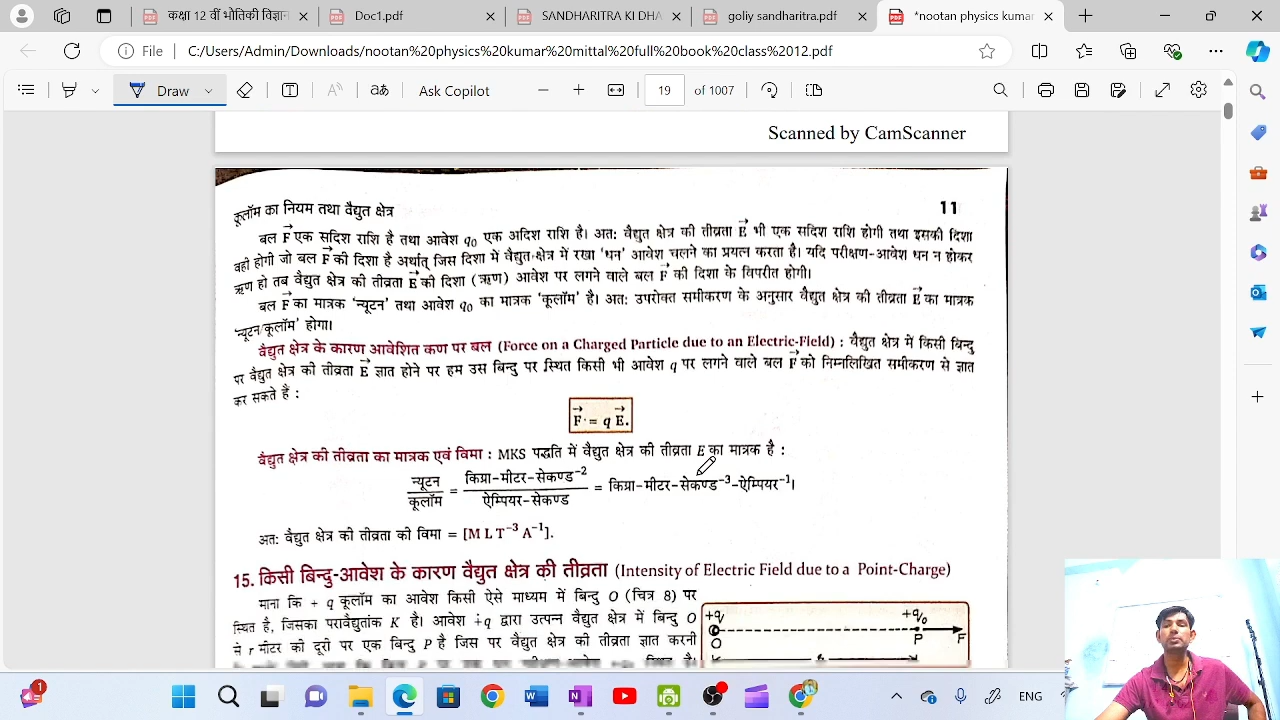 कक्षा 12 वीं भौतिकी विज्ञान
Doc1.pdf
SANDHARITRA KI DHA
goliy sandharitra.pdf
*nootan physics kumar
File
C:/Users/Admin/Downloads/nootan%20physics%20kumar%20mittal%20full%20book%20class%2012.pdf
Draw
Ask Copilot
19
of 1007
Scanned by CamScanner
कूलॉम का नियम तथा वैद्युत क्षेत्र
11
बल F→ एक सदिश राशि है तथा आवेश q₀ एक अदिश राशि है। अत: वैद्युत क्षेत्र की तीव्रता E→ भी एक सदिश राशि होगी तथा इसकी दिशा
वही होगी जो बल F→ की दिशा है अर्थात् जिस दिशा में वैद्युत-क्षेत्र में रखा 'धन' आवेश चलने का प्रयत्न करता है। यदि परीक्षण-आवेश धन न होकर
ऋण हो तब वैद्युत क्षेत्र की तीव्रता E→ की दिशा (ऋण) आवेश पर लगने वाले बल F→ की दिशा के विपरीत होगी।
बल F→ का मात्रक 'न्यूटन' तथा आवेश q₀ का मात्रक 'कूलॉम' है। अत: उपरोक्त समीकरण के अनुसार वैद्युत क्षेत्र की तीव्रता E→ का मात्रक
'न्यूटन/कूलॉम' होगा।
वैद्युत क्षेत्र के कारण आवेशित कण पर बल (Force on a Charged Particle due to an Electric-Field) : वैद्युत क्षेत्र में किसी बिन्दु
पर वैद्युत क्षेत्र की तीव्रता E→ ज्ञात होने पर हम उस बिन्दु पर स्थित किसी भी आवेश q पर लगने वाले बल F→ को निम्नलिखित समीकरण से ज्ञात
कर सकते हैं :
F→ = q E→.
वैद्युत क्षेत्र की तीव्रता का मात्रक एवं विमा : MKS पद्धति में वैद्युत क्षेत्र की तीव्रता E का मात्रक है :
न्यूटन/कूलॉम = किग्रा-मीटर-सेकण्ड⁻²/ऐम्पियर-सेकण्ड = किग्रा-मीटर-सेकण्ड⁻³-ऐम्पियर⁻¹।
अत: वैद्युत क्षेत्र की तीव्रता की विमा = [M L T⁻³ A⁻¹].
15. किसी बिन्दु-आवेश के कारण वैद्युत क्षेत्र की तीव्रता (Intensity of Electric Field due to a Point-Charge)
माना कि + q कूलॉम का आवेश किसी ऐसे माध्यम में बिन्दु O (चित्र 8) पर
स्थित है, जिसका परावैद्युतांक K है। आवेश +q द्वारा उत्पन्न वैद्युत क्षेत्र में बिन्दु O
से r मीटर की दूरी पर एक बिन्दु P है जिस पर वैद्युत क्षेत्र की तीव्रता ज्ञात करनी
+q
+q₀
O
P
F
1
ENG